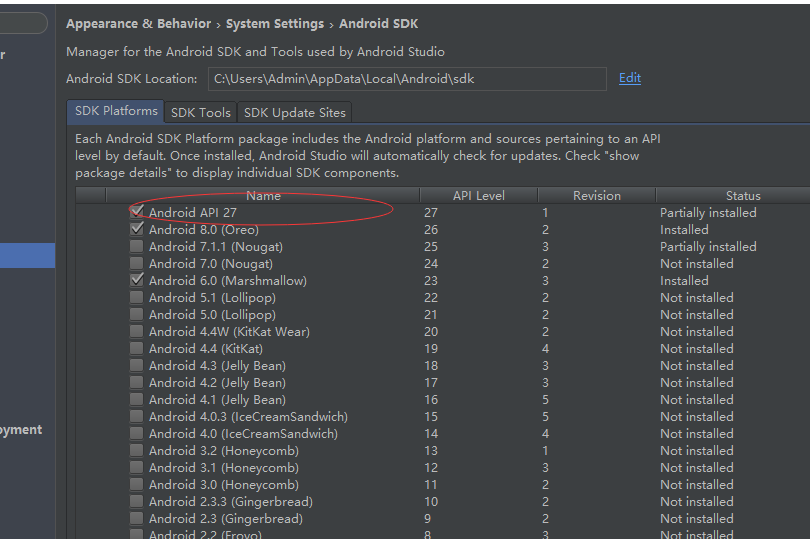 r
Appearance & Behavior › System Settings › Android SDK
Manager for the Android SDK and Tools used by Android Studio
Android SDK Location: C:\Users\Admin\AppData\Local\Android\sdk Edit
SDK Platforms SDK Tools SDK Update Sites
Each Android SDK Platform package includes the Android platform and sources pertaining to an API
level by default. Once installed, Android Studio will automatically check for updates. Check "show
package details" to display individual SDK components.
Name API Level Revision Status
Android API 27 27 1 Partially installed
Android 8.0 (Oreo) 26 2 Installed
Android 7.1.1 (Nougat) 25 3 Partially installed
Android 7.0 (Nougat) 24 2 Not installed
Android 6.0 (Marshmallow) 23 3 Installed
Android 5.1 (Lollipop) 22 2 Not installed
Android 5.0 (Lollipop) 21 2 Not installed
Android 4.4W (KitKat Wear) 20 2 Not installed
Android 4.4 (KitKat) 19 4 Not installed
Android 4.3 (Jelly Bean) 18 3 Not installed
Android 4.2 (Jelly Bean) 17 3 Not installed
Android 4.1 (Jelly Bean) 16 5 Not installed
Android 4.0.3 (IceCreamSandwich) 15 5 Not installed
Android 4.0 (IceCreamSandwich) 14 4 Not installed
oyment
Android 3.2 (Honeycomb) 13 1 Not installed
Android 3.1 (Honeycomb) 12 3 Not installed
Android 3.0 (Honeycomb) 11 2 Not installed
Android 2.3.3 (Gingerbread) 10 2 Not installed
Android 2.3 (Gingerbread) 9 2 Not installed
Android 2.2 (Froyo) 8 3 Not installed